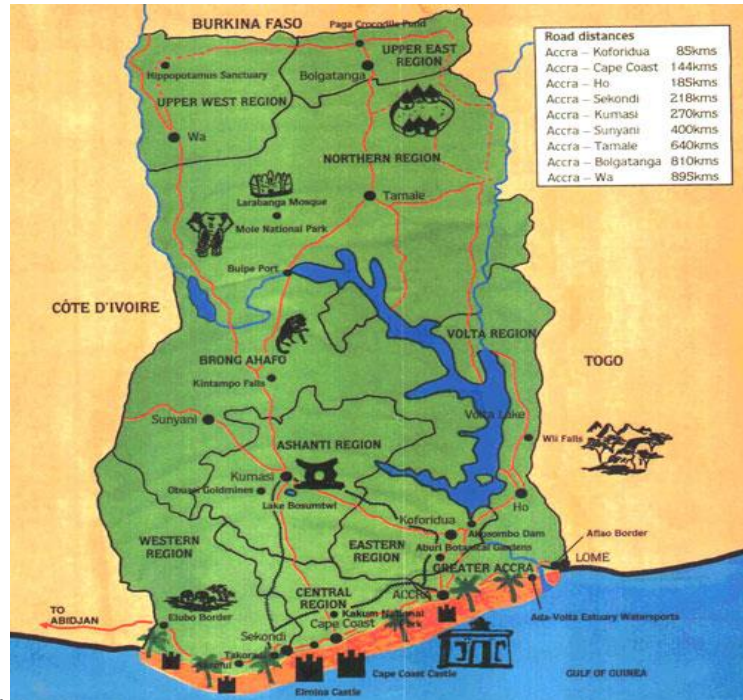 BURKINA FASO
Paga Crocodile Pond
Road distances
Accra – Koforidua 85kms
Accra – Cape Coast 144kms
Accra – Ho 185kms
Accra – Sekondi 218kms
Accra – Kumasi 270kms
Accra – Sunyani 400kms
Accra – Tamale 640kms
Accra – Bolgatanga 810kms
Accra – Wa 895kms
UPPER EAST
REGION
Hippopotamus Sanctuary
Bolgatanga
UPPER WEST REGION
Wa
NORTHERN REGION
Larabanga Mosque
Tamale
Mole National Park
Buipe Port
CÔTE D'IVOIRE
VOLTA REGION
BRONG AHAFO
TOGO
Kintampo Falls
Volta Lake
Sunyani
ASHANTI REGION
Wli Falls
Kumasi
Obuasi Goldmines
Lake Bosumtwi
Ho
Koforidua
Akosombo Dam
WESTERN
REGION
EASTERN
REGION
Aburi Botanical Gardens
Aflao Border
LOME
GREATER ACCRA
CENTRAL
REGION
ACCRA
TO
ABIDJAN
Elubo Border
Kakum National
Park
Ada-Volta Estuary Watersports
Cape Coast
Sekondi
Takoradi
Cape Coast Castle
Elmina Castle
GULF OF GUINEA